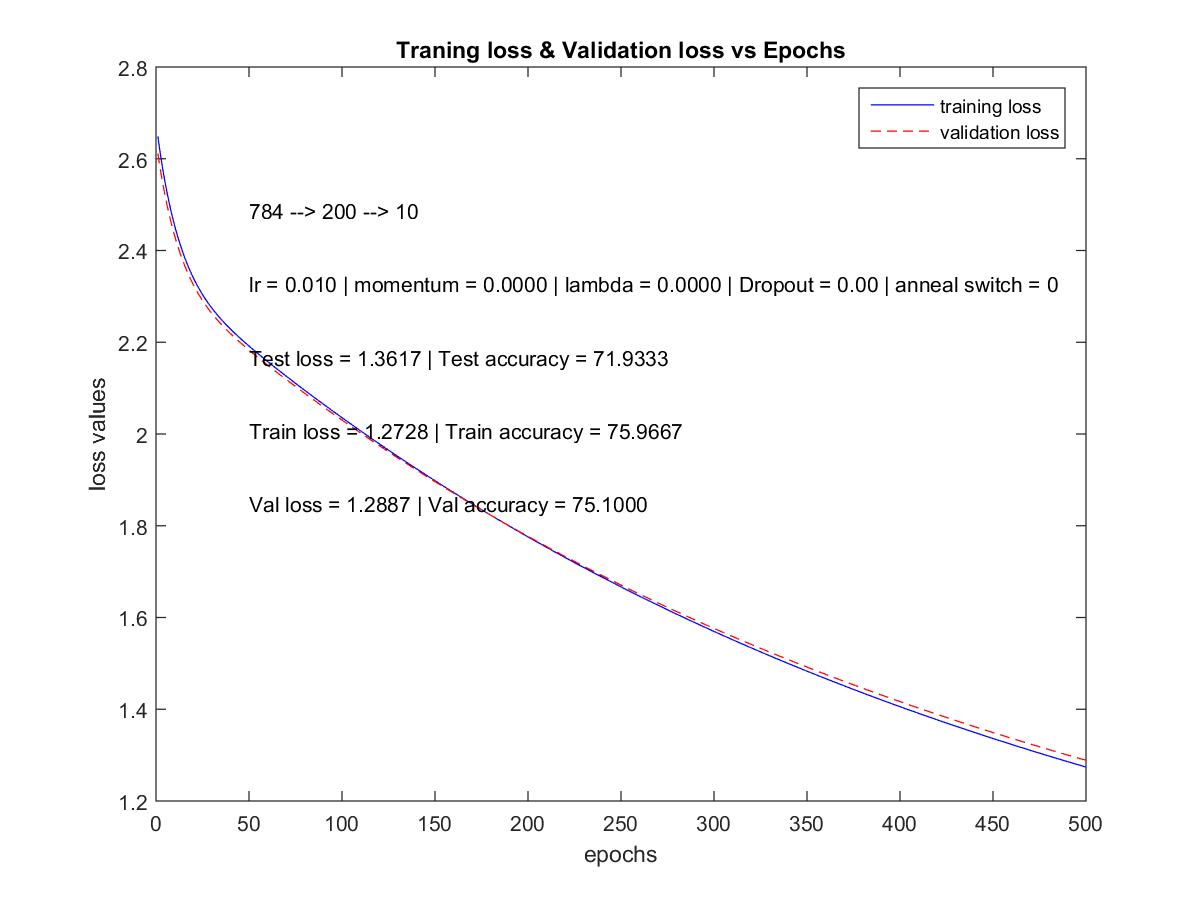 Traning loss & Validation loss vs Epochs
2.8
2.6
2.4
2.2
2
1.8
1.6
1.4
1.2
loss values
training loss
validation loss
784 --> 200 --> 10
lr = 0.010 | momentum = 0.0000 | lambda = 0.0000 | Dropout = 0.00 | anneal switch = 0
Test loss = 1.3617 | Test accuracy = 71.9333
Train loss = 1.2728 | Train accuracy = 75.9667
Val loss = 1.2887 | Val accuracy = 75.1000
0 50 100 150 200 250 300 350 400 450 500
epochs